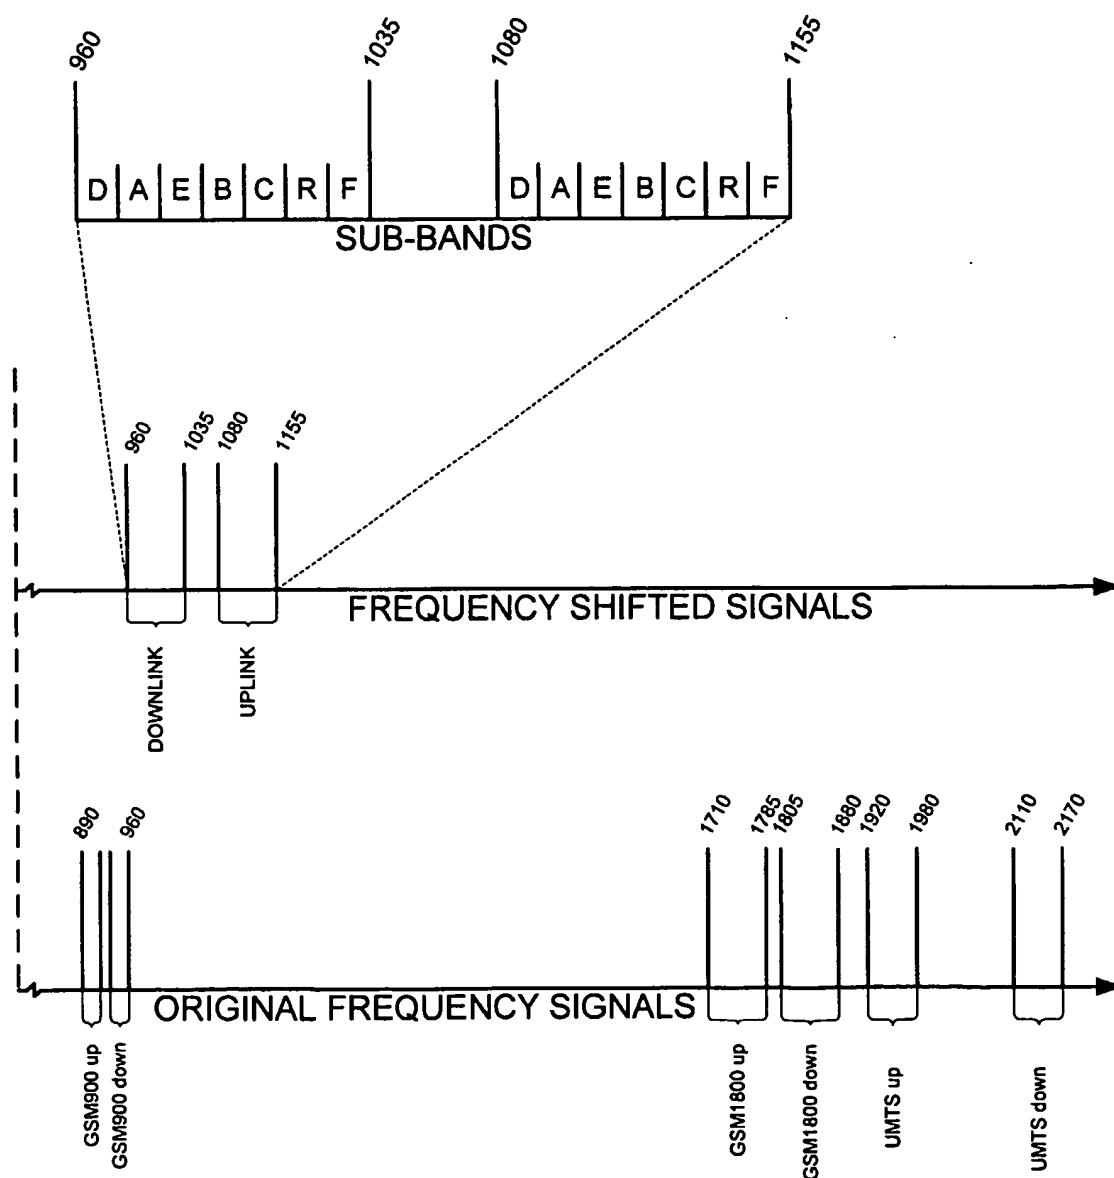 960 1035 1080 1155
D A E B C R F D A E B C R F
SUB-BANDS
960 1035 1080 1155
FREQUENCY SHIFTED SIGNALS
DOWNLINK UPLINK
890 960 1710 1785 1805 1880 1920 1980 2110 2170
ORIGINAL FREQUENCY SIGNALS
GSM900 up GSM900 down GSM1800 up GSM1800 down UMTS up UMTS down